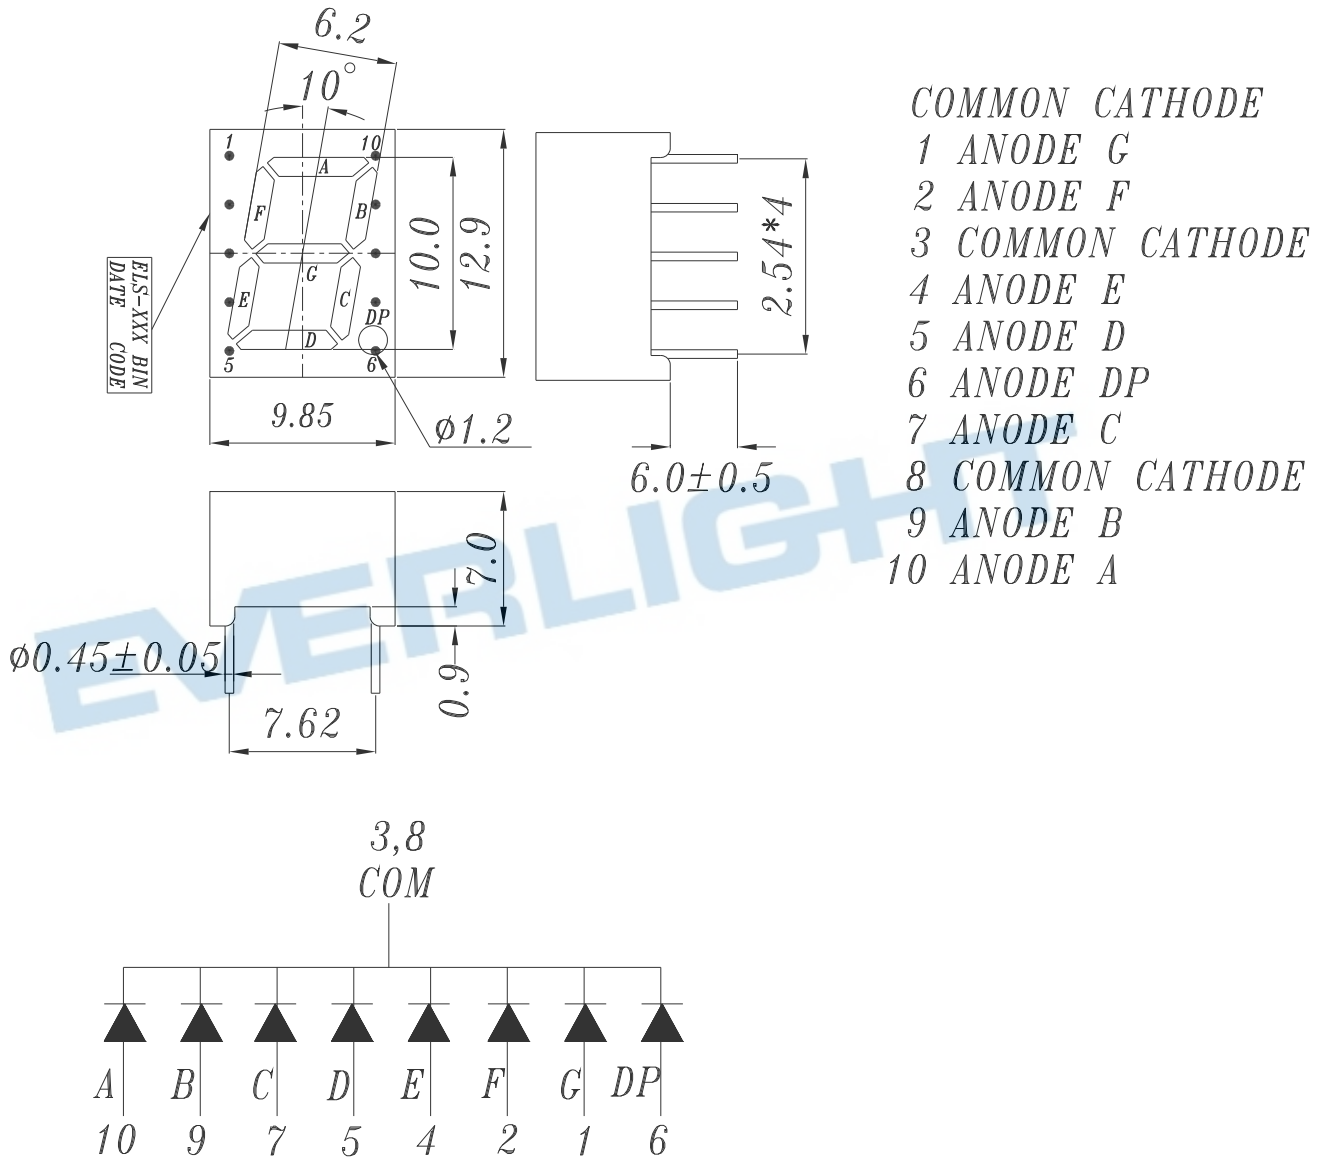 6.2
10°
1
10
A
F
B
G
E
C
DP
D
5
6
10.0
12.9
ELS-XXX BIN
DATE CODE
9.85
ø1.2
2.54*4
6.0±0.5
COMMON CATHODE
1 ANODE G
2 ANODE F
3 COMMON CATHODE
4 ANODE E
5 ANODE D
6 ANODE DP
7 ANODE C
8 COMMON CATHODE
9 ANODE B
10 ANODE A
EVERLIGHT
7.0
ø0.45±0.05
0.9
7.62
3,8
COM
A B C D E F G DP
10 9 7 5 4 2 1 6